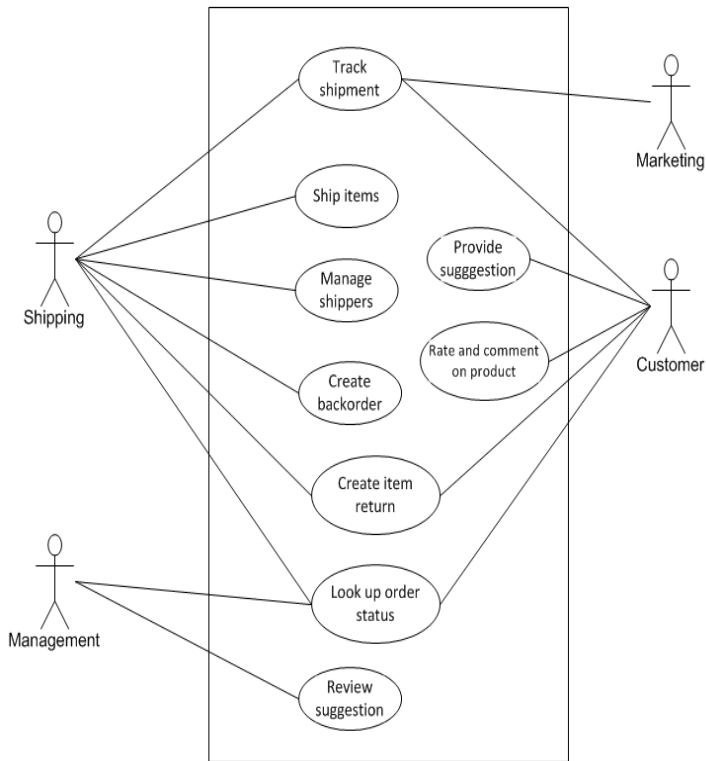 Track
shipment
Marketing
Ship items
Shipping
Provide
sugggestion
Manage
shippers
Customer
Rate and comment
on product
Create
backorder
Create item
return
Management
Look up order
status
Review
suggestion